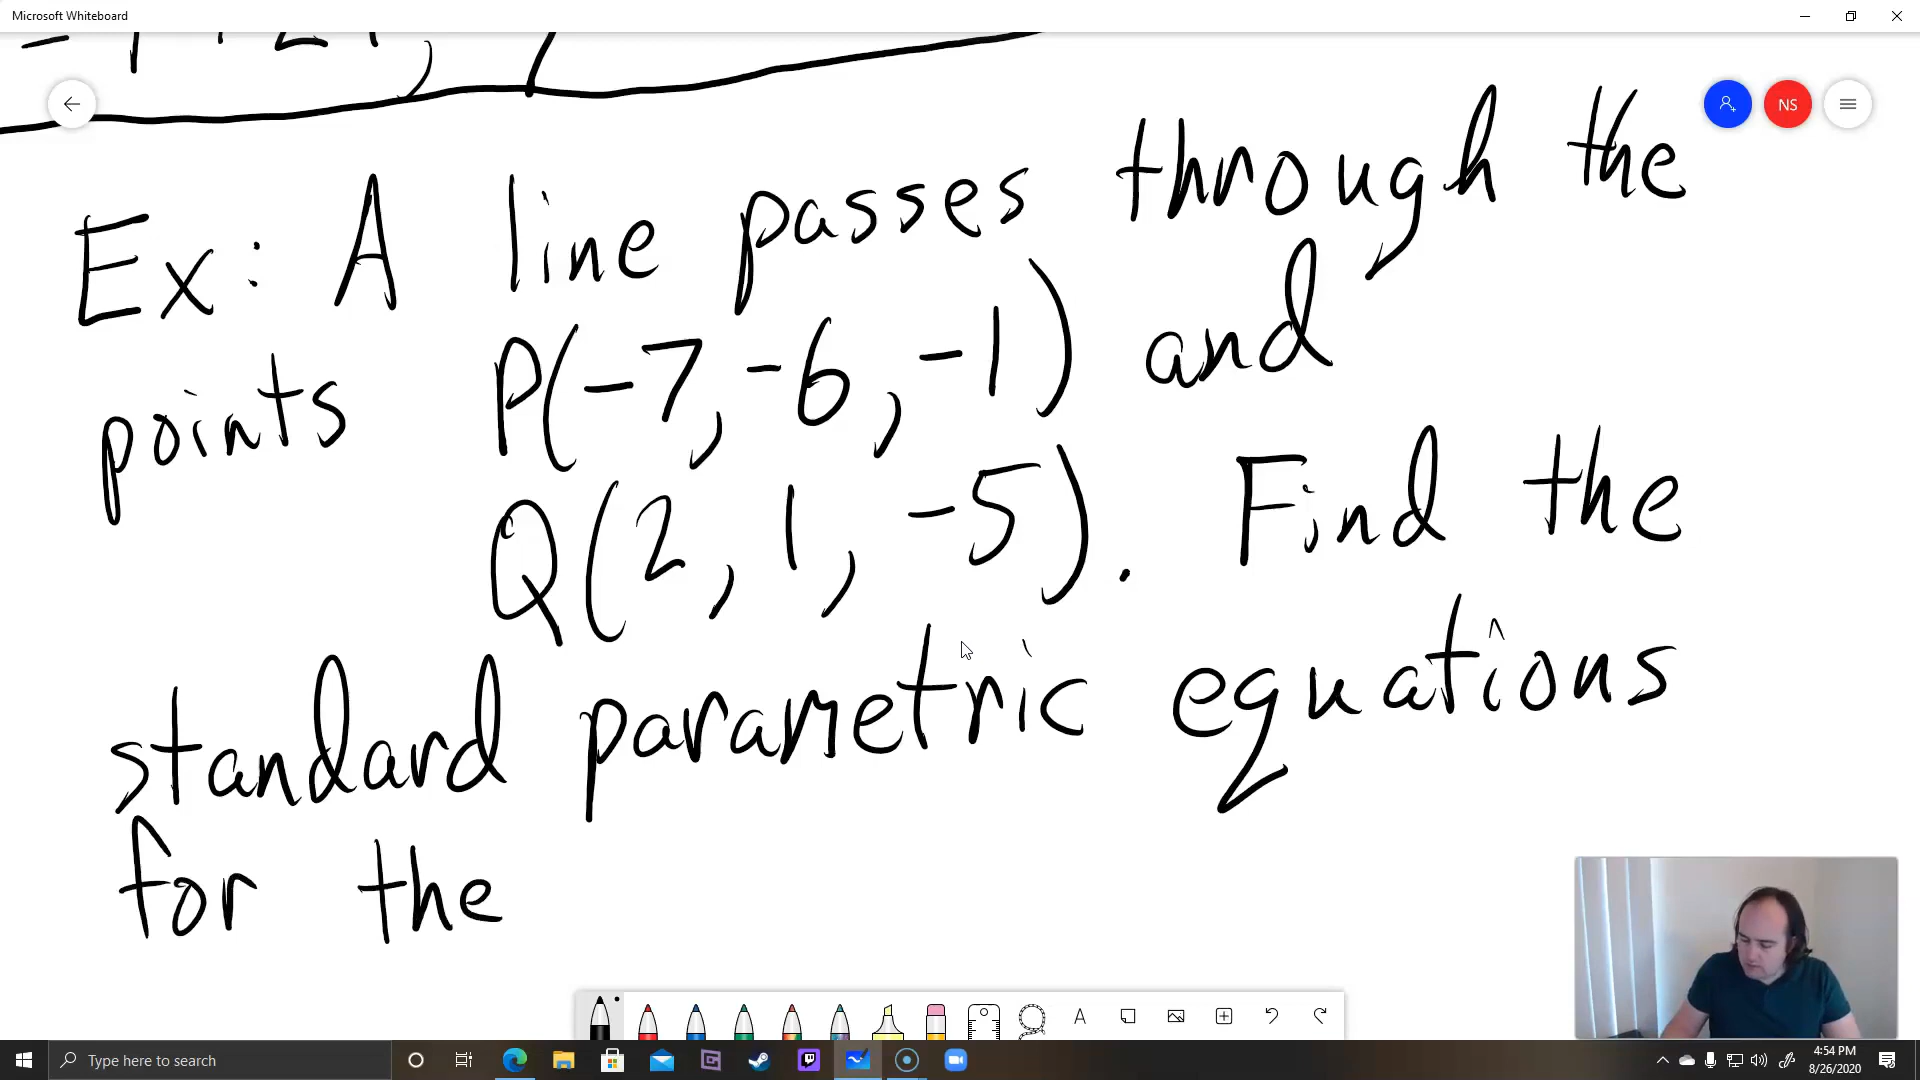 Microsoft Whiteboard
NS
Ex: A line passes through the
points P(-7, -6, -1) and
Q(2, 1, -5). Find the
standard parametric equations
for the
A
Type here to search
4:54 PM
8/26/2020